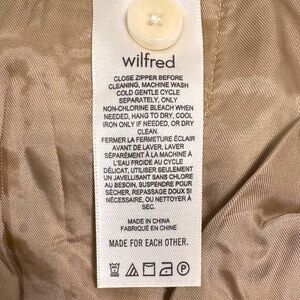 wilfred
CLOSE ZIPPER BEFORE
CLEANING, MACHINE WASH
COLD GENTLE CYCLE
SEPARATELY, ONLY
NON-CHLORINE BLEACH WHEN
NEEDED, HANG TO DRY, COOL
IRON ONLY IF NEEDED, OR DRY
CLEAN.
FERMER LA FERMETURE ÉCLAIR
AVANT DE LAVER, LAVER
SÉPARÉMENT À LA MACHINE À
L'EAU FROIDE AU CYCLE
DÉLICAT, UTILISER SEULEMENT
UN JAVELLISANT SANS CHLORE
AU BESOIN, SUSPENDRE POUR
SÉCHER, REPASSAGE DOUX SI
NÉCESSAIRE, OU NETTOYER À
SEC.
MADE IN CHINA
FABRIQUÉ EN CHINE
MADE FOR EACH OTHER.